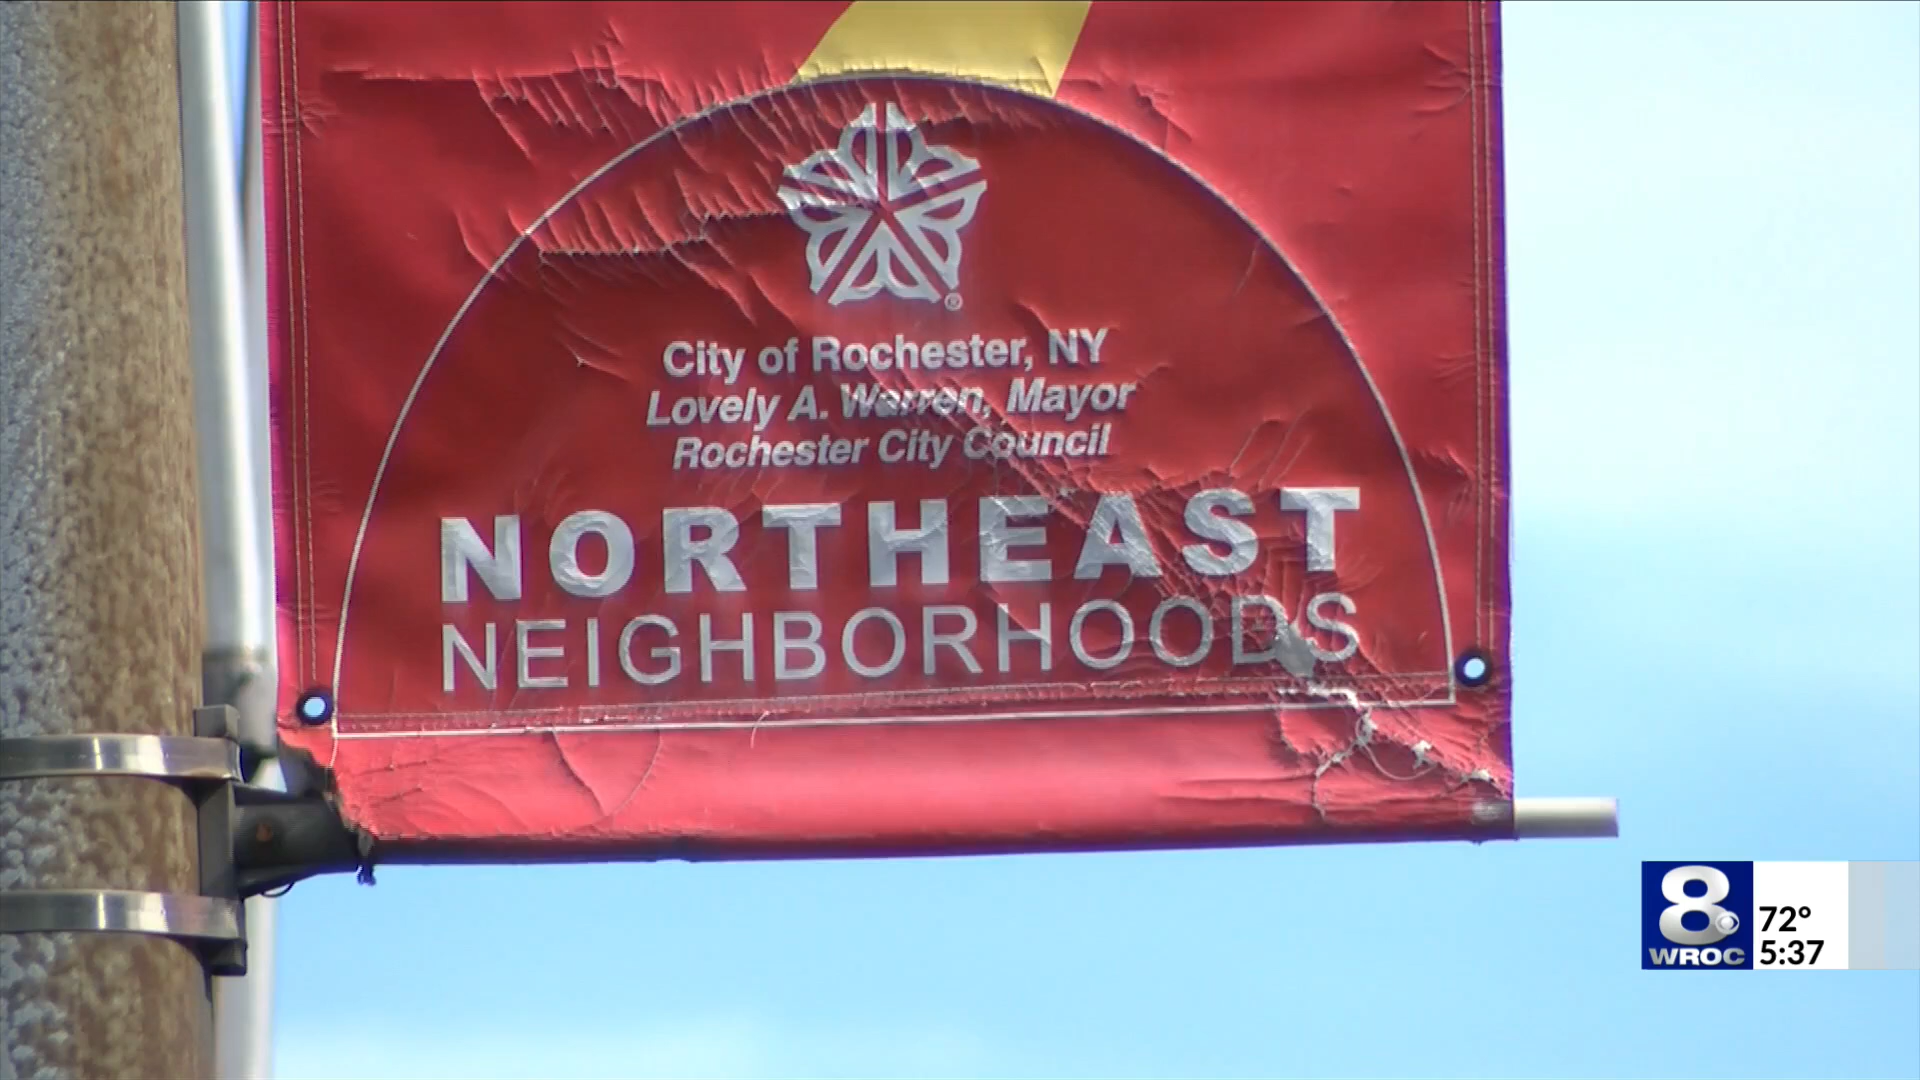 ®
City of Rochester, NY
Lovely A. Warren, Mayor
Rochester City Council
NORTHEAST
NEIGHBORHOODS
8
WROC
72°
5:37